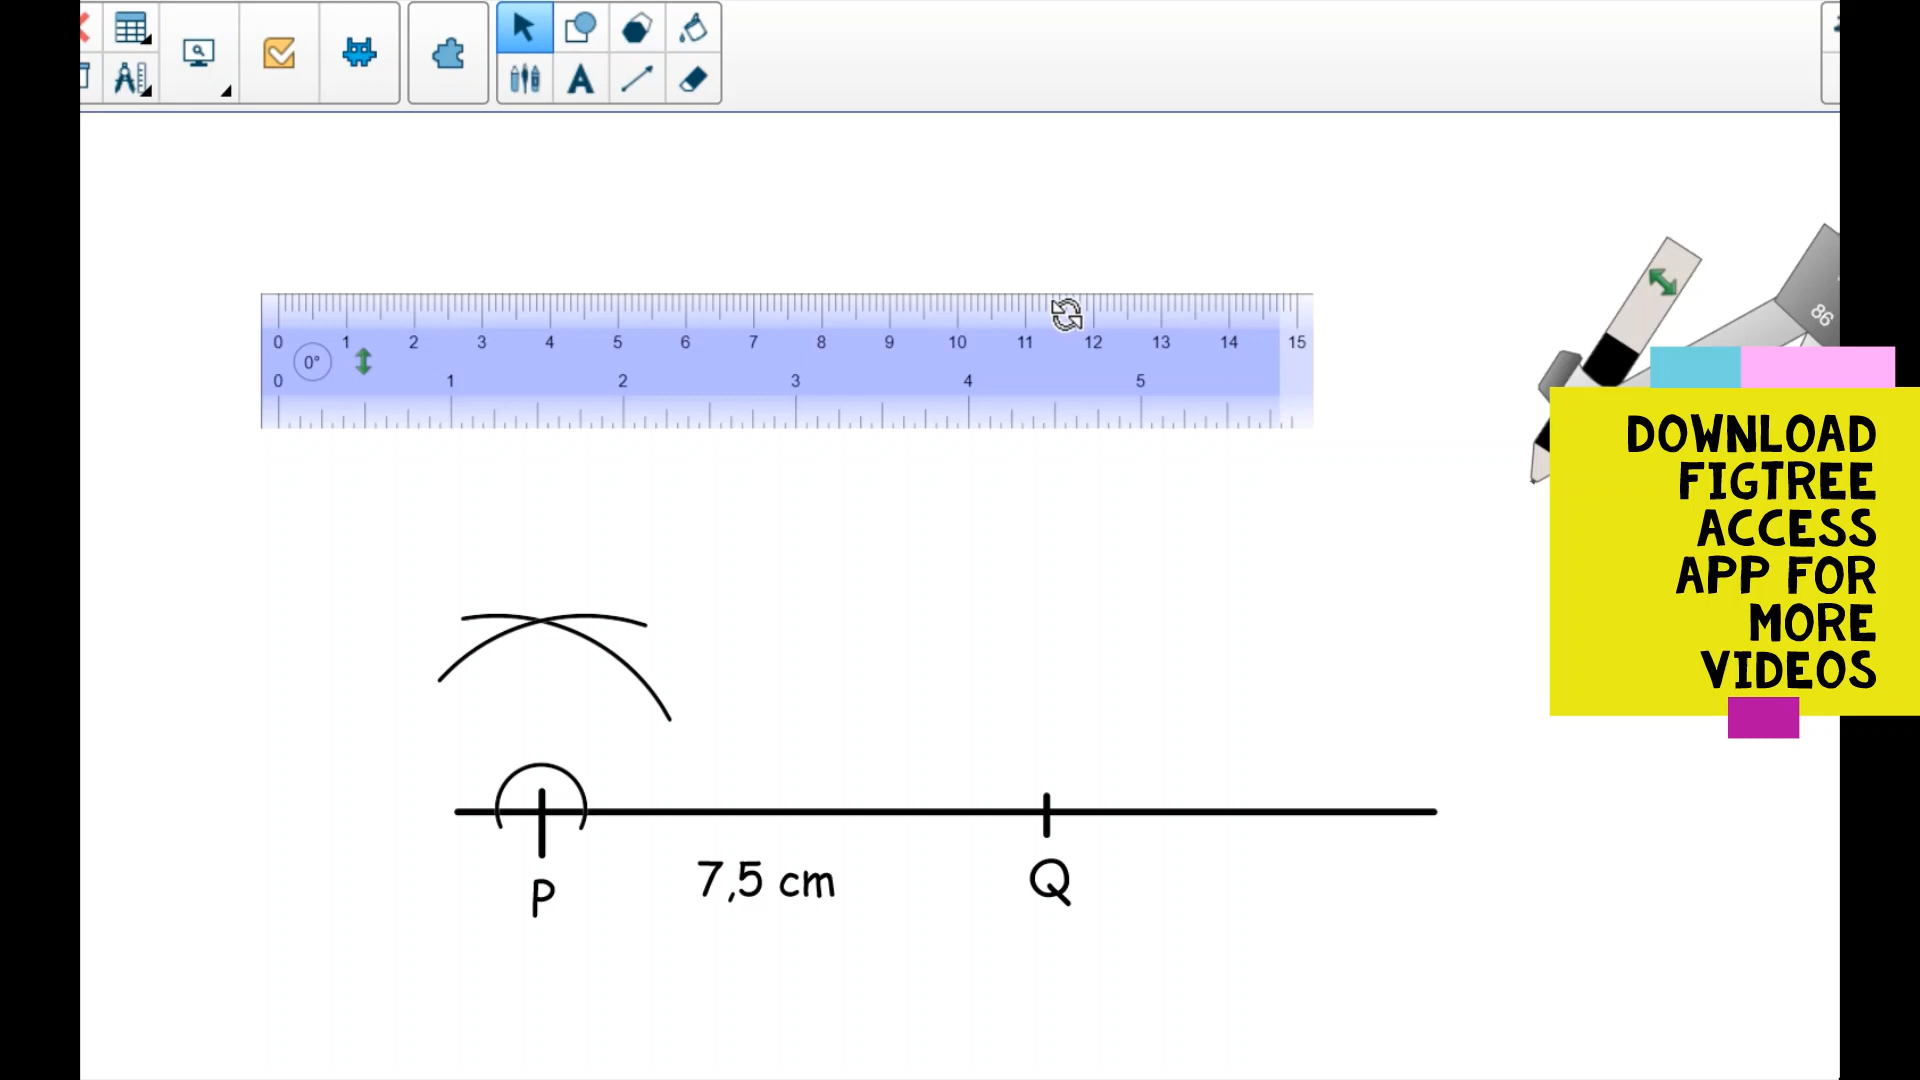 0 1 2 3 4 5 6 7 8 9 10 11 12 13 14 15
0°
0 1 2 3 4 5
86
DOWNLOAD
FIGTREE
ACCESS
APP FOR
MORE
VIDEOS
7,5 cm
P
Q